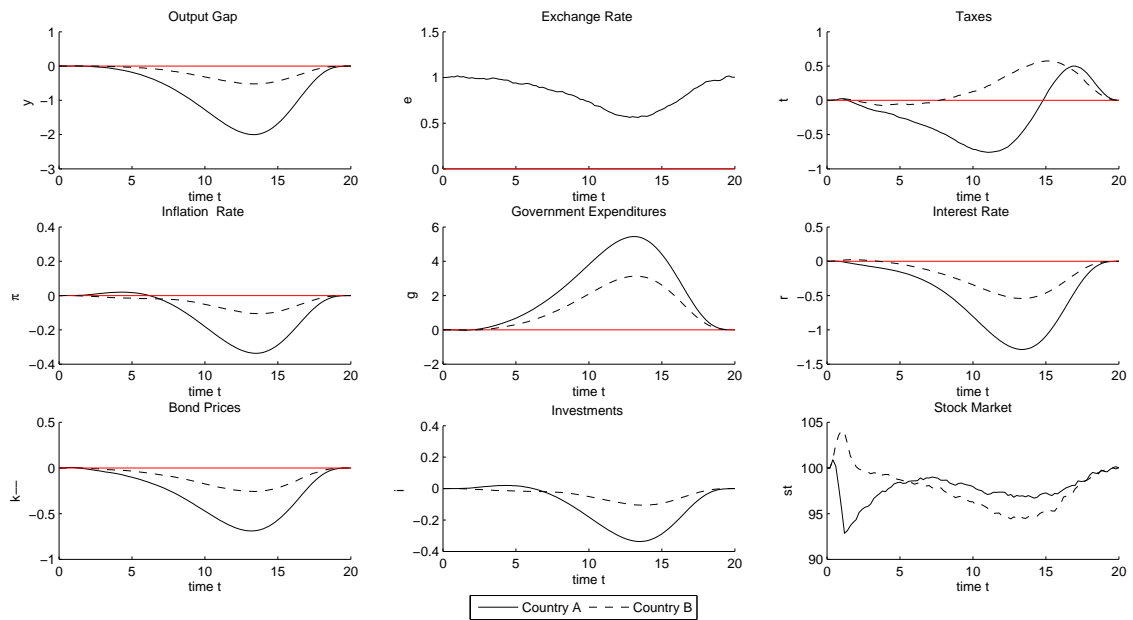 Output Gap
1
0
−1
−2
−3
y
0 5 10 15 20
time t
Exchange Rate
1.5
1
0.5
0
e
0 5 10 15 20
time t
Taxes
1
0.5
0
−0.5
−1
t
0 5 10 15 20
time t
Inflation Rate
0.4
0.2
0
−0.2
−0.4
π
0 5 10 15 20
time t
Government Expenditures
6
4
2
0
−2
g
0 5 10 15 20
time t
Interest Rate
0.5
0
−0.5
−1
−1.5
r
0 5 10 15 20
time t
Bond Prices
0.5
0
−0.5
−1
k—
0 5 10 15 20
time t
Investments
0.4
0.2
0
−0.2
−0.4
i
0 5 10 15 20
time t
Stock Market
105
100
95
90
st
0 5 10 15 20
time t
Country A
Country B